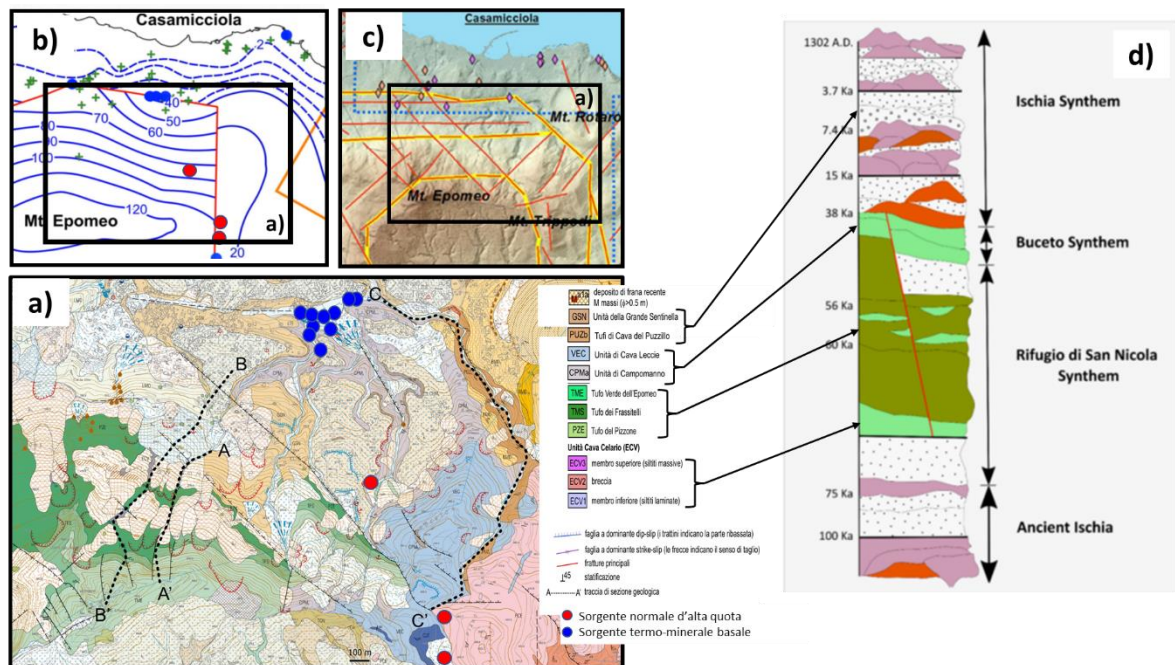 b)
Casamicciola
2
40
50
60
70
80
90
100
120
20
Mt. Epomeo
a)
c)
Casamicciola
a)
Mt. Rotaro
Mt. Epomeo
Mt. Trippodi
d)
1302 A.D.
3.7 Ka
7.4 Ka
15 Ka
38 Ka
56 Ka
60 Ka
75 Ka
100 Ka
Ischia Synthem
Buceto Synthem
Rifugio di San Nicola
Synthem
Ancient Ischia
a)
C
B
A
B'
A'
C'
100 m
deposito di frana recente
M massi (ϕ>0.5 m)
GSN Unità della Grande Sentinella
PUZb Tufi di Cava del Puzzillo
VEC Unità di Cava Leccie
CPMa Unità di Campomanno
TME Tufo Verde dell'Epomeo
TMS Tufo dei Frassitelli
PZE Tufo del Pizzone
Unità Cava Celario (ECV)
ECV3 membro superiore (siltiti massive)
ECV2 breccia
ECV1 membro inferiore (siltiti laminate)
faglia a dominante dip-slip (i trattini indicano la parte ribassata)
faglia a dominante strike-slip (le frecce indicano il senso di taglio)
fratture principali
45 stratificazione
A A' traccia di sezione geologica
Sorgente normale d'alta quota
Sorgente termo-minerale basale